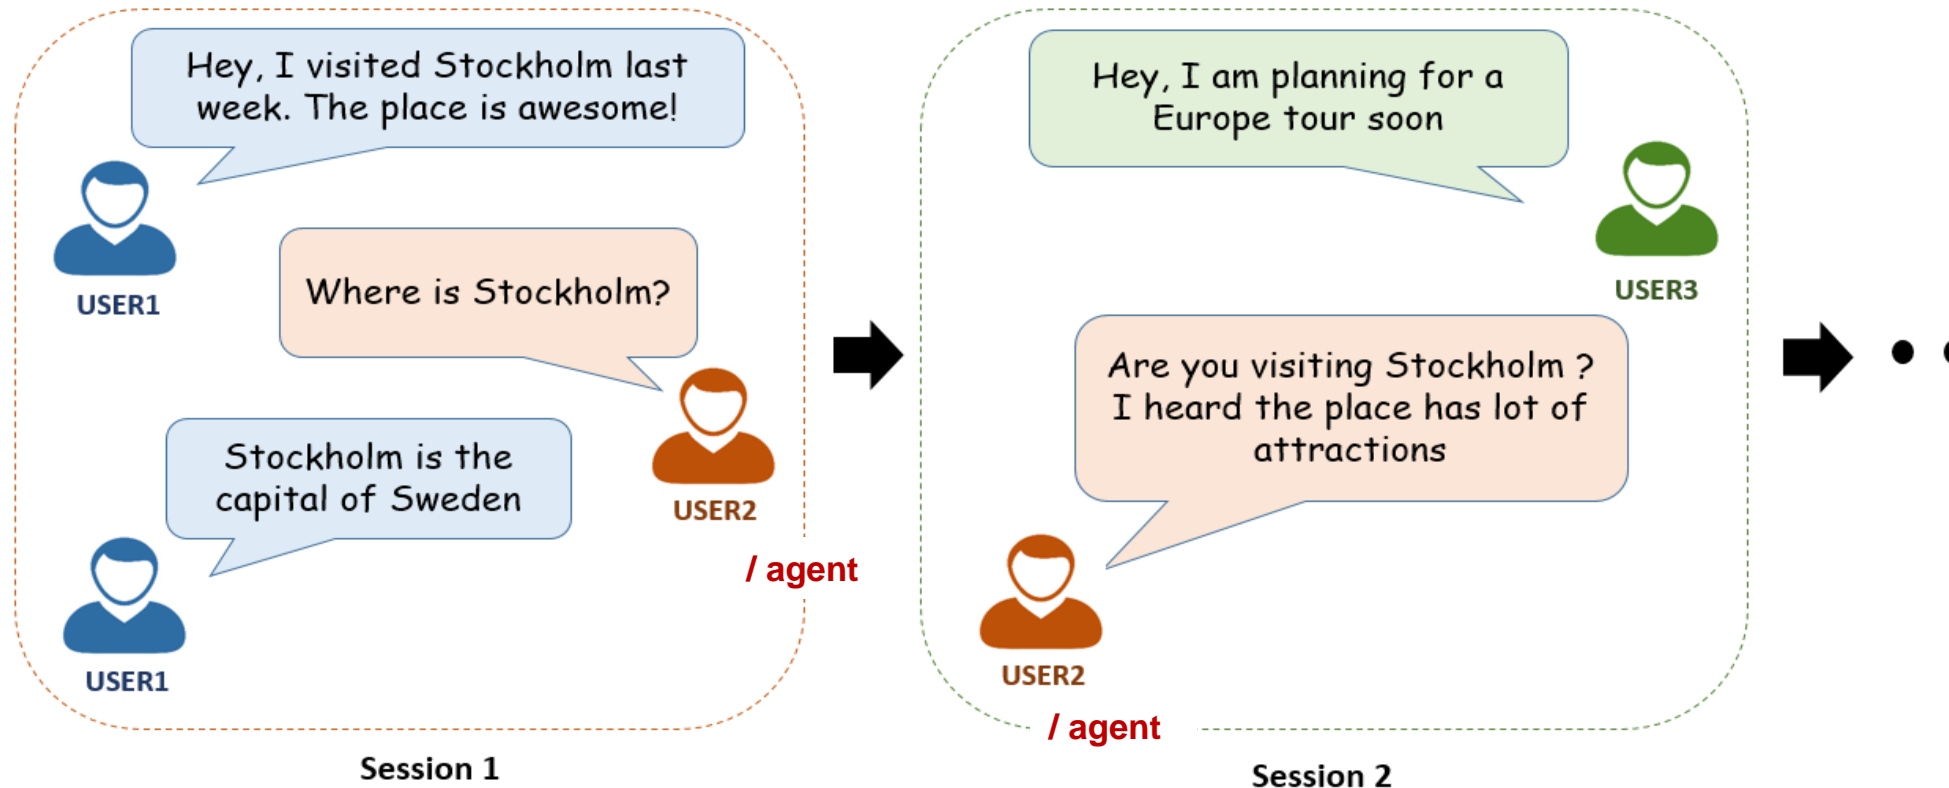 Hey, I visited Stockholm last
week. The place is awesome!
USER1
Where is Stockholm?
USER2
/ agent
Stockholm is the
capital of Sweden
USER1
Session 1
Hey, I am planning for a
Europe tour soon
USER3
Are you visiting Stockholm ?
I heard the place has lot of
attractions
USER2
/ agent
Session 2